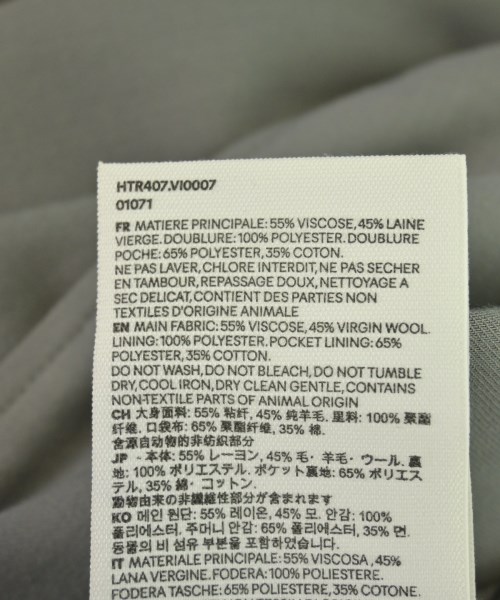 HTR407.VI0007
01071
FR MATIERE PRINCIPALE: 55% VISCOSE, 45% LAINE
VIERGE. DOUBLURE: 100% POLYESTER. DOUBLURE
POCHE: 65% POLYESTER, 35% COTON.
NE PAS LAVER, CHLORE INTERDIT, NE PAS SECHER
EN TAMBOUR, REPASSAGE DOUX, NETTOYAGE A
SEC DELICAT, CONTIENT DES PARTIES NON
TEXTILES D'ORIGINE ANIMALE
EN MAIN FABRIC: 55% VISCOSE, 45% VIRGIN WOOL.
LINING: 100% POLYESTER. POCKET LINING: 65%
POLYESTER, 35% COTTON.
DO NOT WASH, DO NOT BLEACH, DO NOT TUMBLE
DRY, COOL IRON, DRY CLEAN GENTLE, CONTAINS
NON-TEXTILE PARTS OF ANIMAL ORIGIN
CH 大身面料: 55% 粘纤, 45% 纯羊毛. 里料: 100% 聚酯
纤维. 口袋布: 65% 聚酯纤维, 35% 棉.
含源自动物的非纺织部分
JP - 本体: 55% レーヨン, 45% 毛・羊毛・ウール. 裏
地: 100% ポリエステル. ポケット裏地: 65% ポリエス
テル, 35% 綿・コットン.
動物由来の非繊維性部分が含まれます
KO 메인 원단: 55% 레이온, 45% 모. 안감: 100%
폴리에스터. 주머니 안감: 65% 폴리에스터, 35% 면.
동물의 비 섬유 부분을 포함하였습니다.
IT MATERIALE PRINCIPALE: 55% VISCOSA, 45%
LANA VERGINE. FODERA: 100% POLIESTERE.
FODERA TASCHE: 65% POLIESTERE, 35% COTONE.